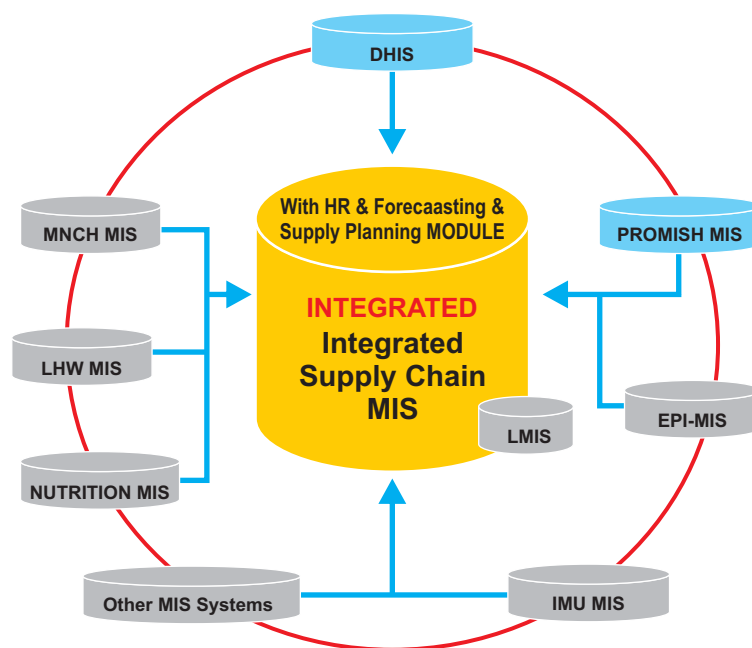 DHIS
With HR & Forecaasting &
Supply Planning MODULE
MNCH MIS
PROMISH MIS
INTEGRATED
Integrated
Supply Chain
MIS
LHW MIS
LMIS
EPI-MIS
NUTRITION MIS
Other MIS Systems
IMU MIS